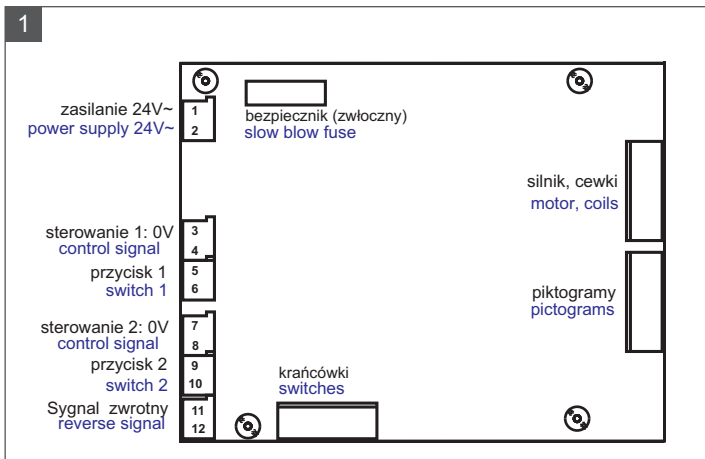 1
zasilanie 24V~
power supply 24V~
1
2
bezpiecznik (zwłoczny)
slow blow fuse
silnik, cewki
motor, coils
sterowanie 1: 0V
control signal
3
4
przycisk 1
switch 1
5
6
piktogramy
pictograms
sterowanie 2: 0V
control signal
7
8
przycisk 2
switch 2
9
10
krańcówki
switches
Sygnal zwrotny
reverse signal
11
12